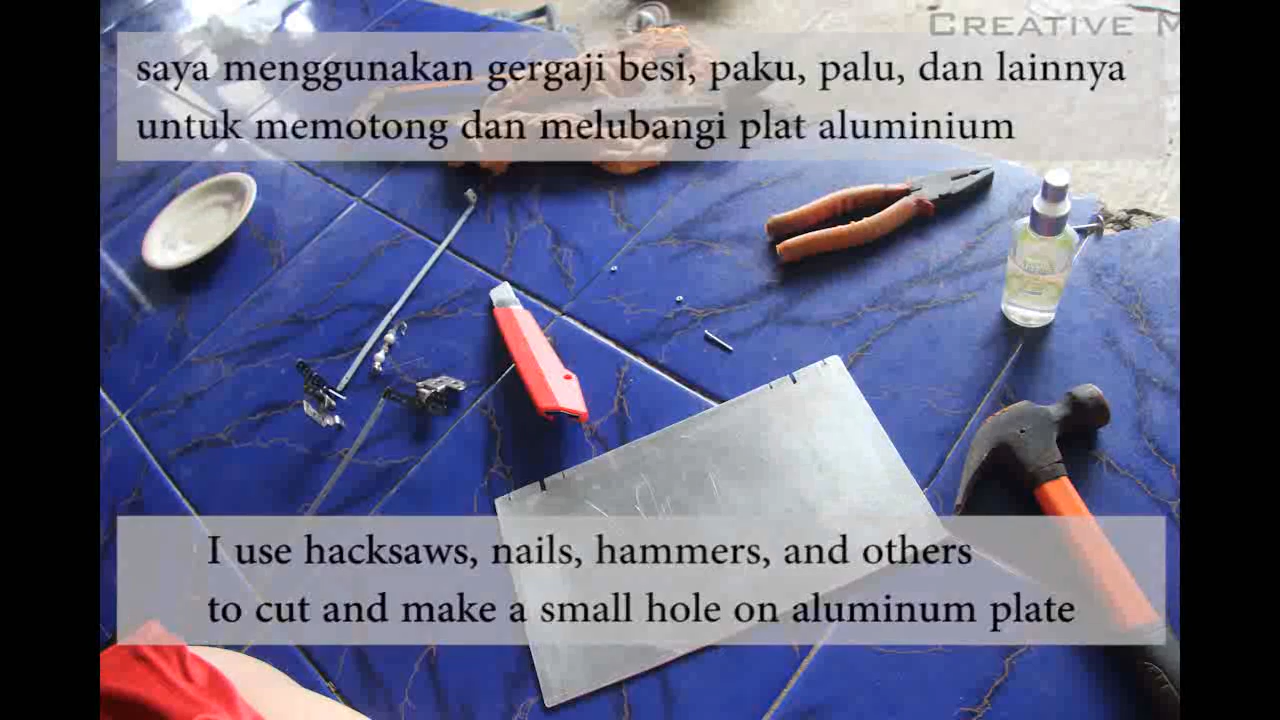 CREATIVE M
saya menggunakan gergaji besi, paku, palu, dan lainnya
untuk memotong dan melubangi plat aluminium
I use hacksaws, nails, hammers, and others
to cut and make a small hole on aluminum plate